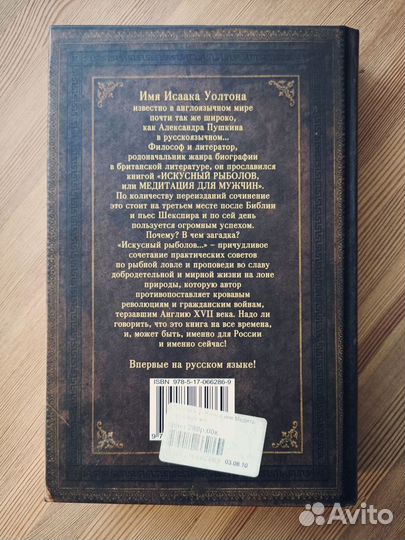 Имя Исаака Уолтона
известно в англоязычном мире
почти так же широко,
как Александра Пушкина
в русскоязычном...
Философ и литератор,
родоначальник жанра биографии
в британской литературе, он прославился
книгой «ИСКУСНЫЙ РЫБОЛОВ,
или МЕДИТАЦИЯ ДЛЯ МУЖЧИН».
По количеству переизданий сочинение
это стоит на третьем месте после Библии
и пьес Шекспира и по сей день
пользуется огромным успехом.
Почему? В чем загадка?
«Искусный рыболов...» – причудливое
сочетание практических советов
по рыбной ловле и проповеди во славу
добродетельной и мирной жизни на лоне
природы, которую автор
противопоставляет кровавым
революциям и гражданским войнам,
терзавшим Англию XVII века. Надо ли
говорить, что это книга на все времена,
и, может быть, именно для России
и именно сейчас!
Впервые на русском языке!
ISBN 978-5-17-066286-9
03.08.10
Avito